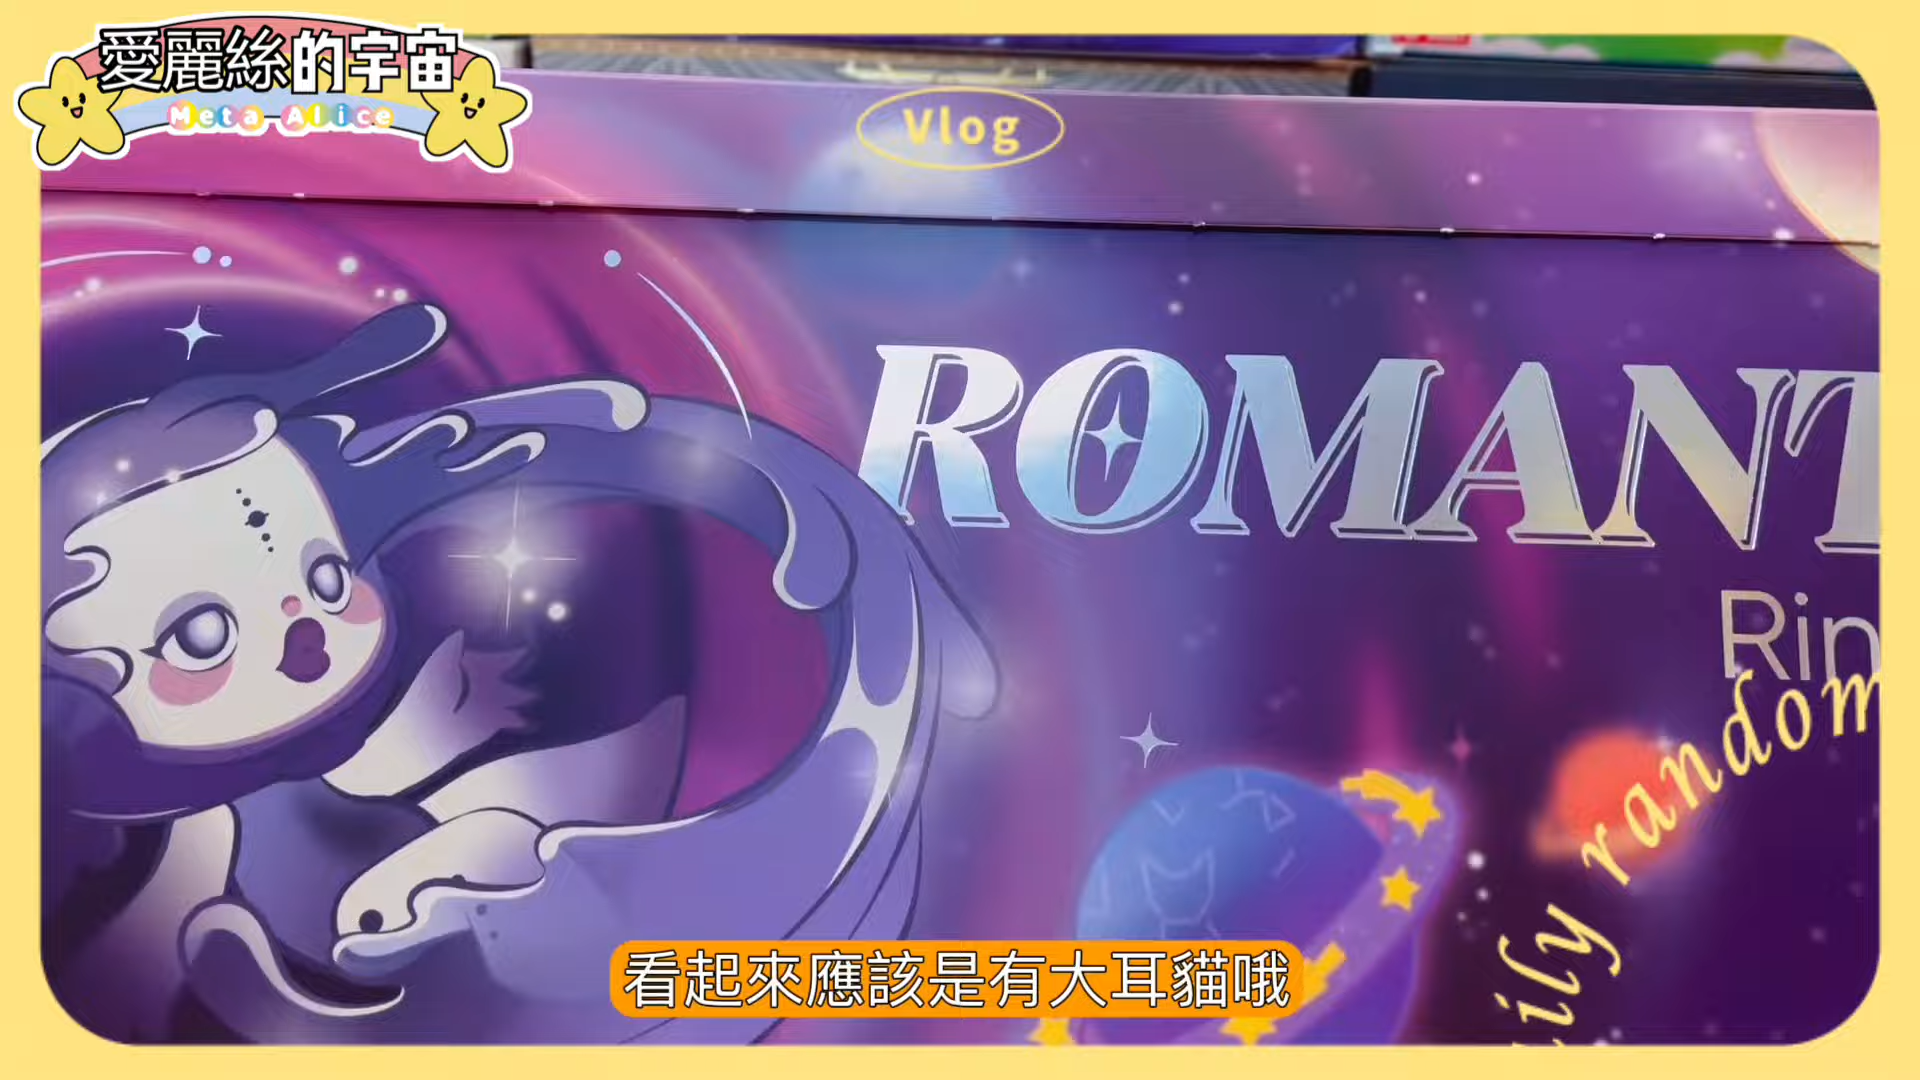 愛麗絲的宇宙
Meta Alice
Vlog
ROMANT
Rin
ily random
看起來應該是有大耳貓哦